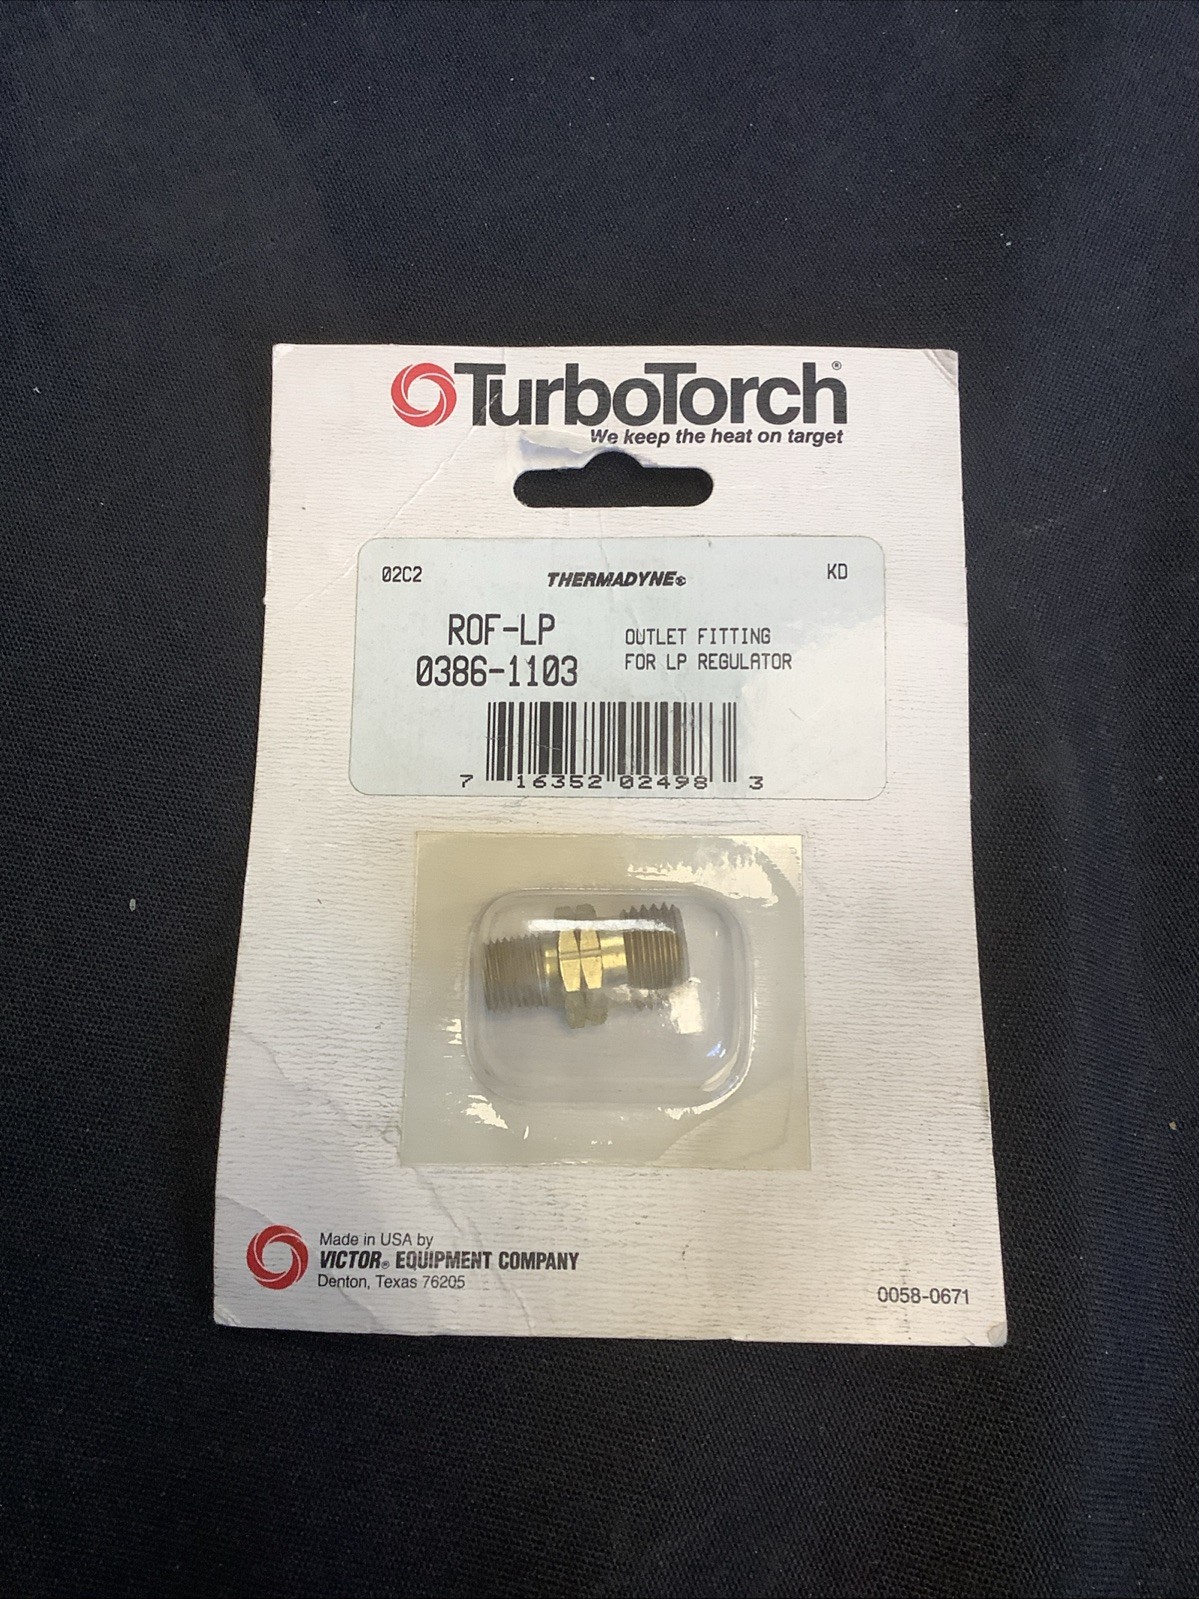 TurboTorch®
We keep the heat on target
02C2
THERMADYNE®
KD
ROF-LP
0386-1103
OUTLET FITTING
FOR LP REGULATOR
7 16352 02498 3
Made in USA by
VICTOR® EQUIPMENT COMPANY
Denton, Texas 76205
0058-0671